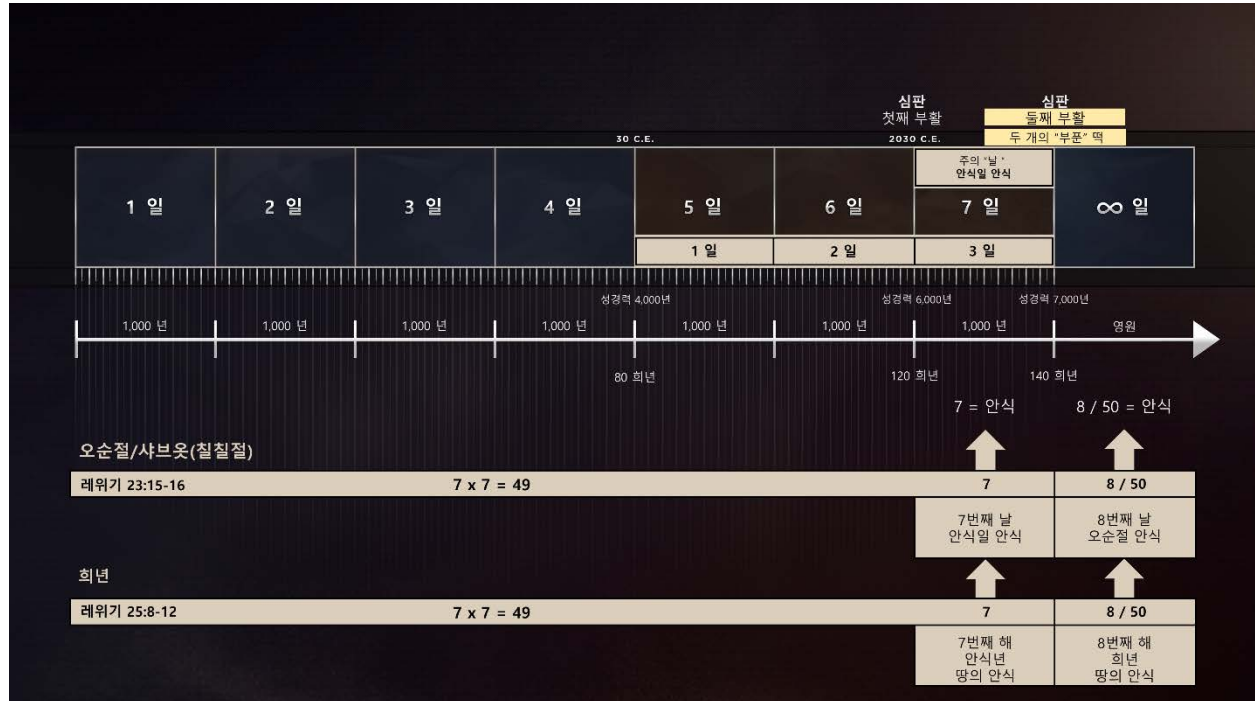 심판
첫째 부활
심판
둘째 부활
두 개의 "부푼" 떡
30 C.E.
2030 C.E.
1 일
2 일
3 일
4 일
5 일
6 일
주의 "날"
안식일 안식
7 일
∞ 일
1 일
2 일
3 일
성경력 4,000년
성경력 6,000년
성경력 7,000년
1,000 년
1,000 년
1,000 년
1,000 년
1,000 년
1,000 년
1,000 년
영원
80 희년
120 희년
140 희년
7 = 안식
8 / 50 = 안식
오순절/샤브옷(칠칠절)
레위기 23:15-16
7 x 7 = 49
7
8 / 50
7번째 날
안식일 안식
8번째 날
오순절 안식
희년
레위기 25:8-12
7 x 7 = 49
7
8 / 50
7번째 해
안식년
땅의 안식
8번째 해
희년
땅의 안식